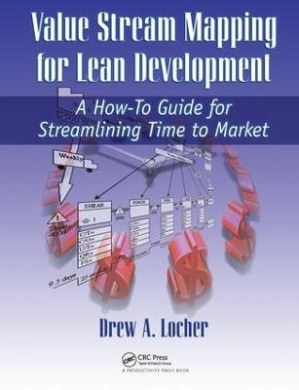 Value Stream Mapping
for Lean Development
A How-To Guide for
Streamlining Time to Market
Weekly
Drew A. Locher
CRC Press
Taylor & Francis Group
A PRODUCTIVITY PRESS BOOK